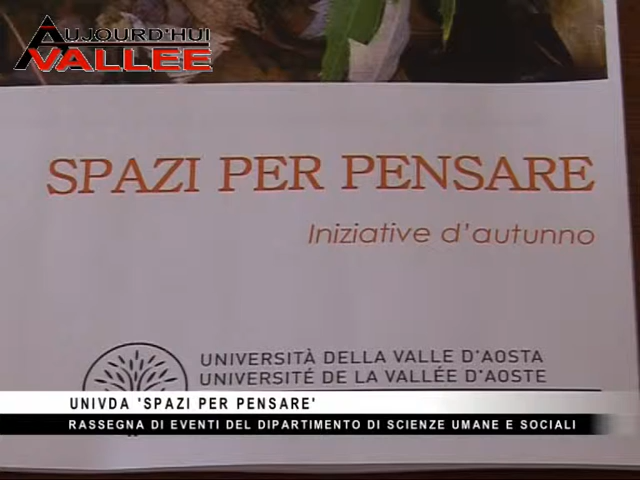 AUJOURD'HUI
VALLEE
SPAZI PER PENSARE
Iniziative d'autunno
UNIVERSITÀ DELLA VALLE D'AOSTA
UNIVERSITÉ DE LA VALLÉE D'AOSTE
UNIVDA 'SPAZI PER PENSARE'
RASSEGNA DI EVENTI DEL DIPARTIMENTO DI SCIENZE UMANE E SOCIALI